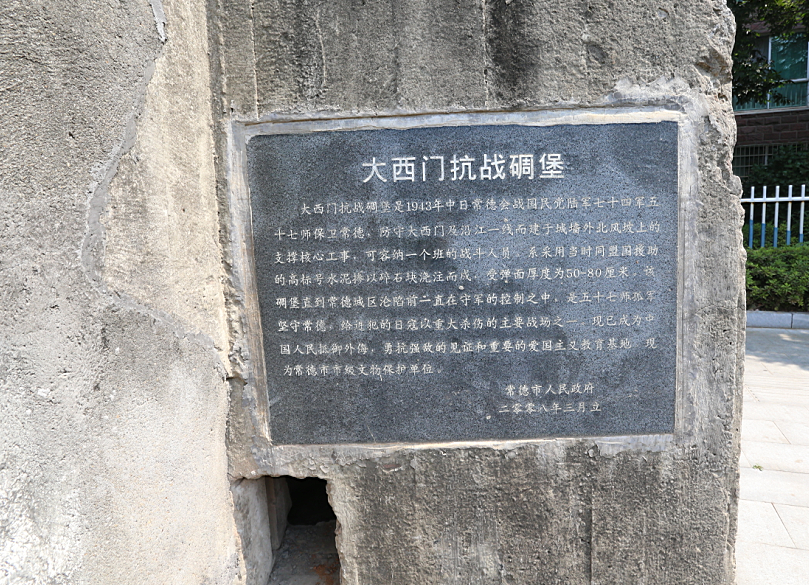 大西门抗战碉堡
大西门抗战碉堡是1943年中日常德会战国民党陆军七十四军五
十七师保卫常德，防守大西门及沿江一线而建于城墙外北凤坡上的
支撑核心工事，可容纳一个班的战斗人员。系采用当时同盟国援助
的高标号水泥掺以碎石块浇注而成，受弹面厚度为50-80厘米。该
碉堡直到常德城区沦陷前一直在守军的控制之中，是五十七师孤军
坚守常德，给进犯的日寇以重大杀伤的主要战场之一。现已成为中
国人民抵御外侮，勇抗强敌的见证和重要的爱国主义教育基地。现
为常德市市级文物保护单位。
常德市人民政府
二零零八年三月立